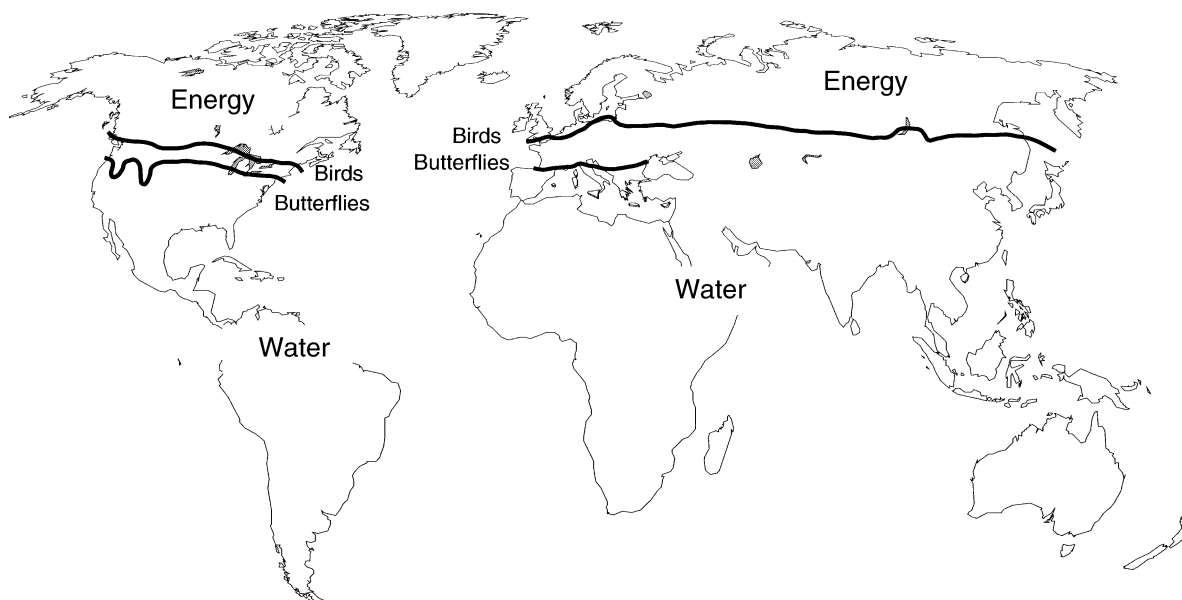 Energy
Energy
Birds
Butterflies
Birds
Butterflies
Water
Water